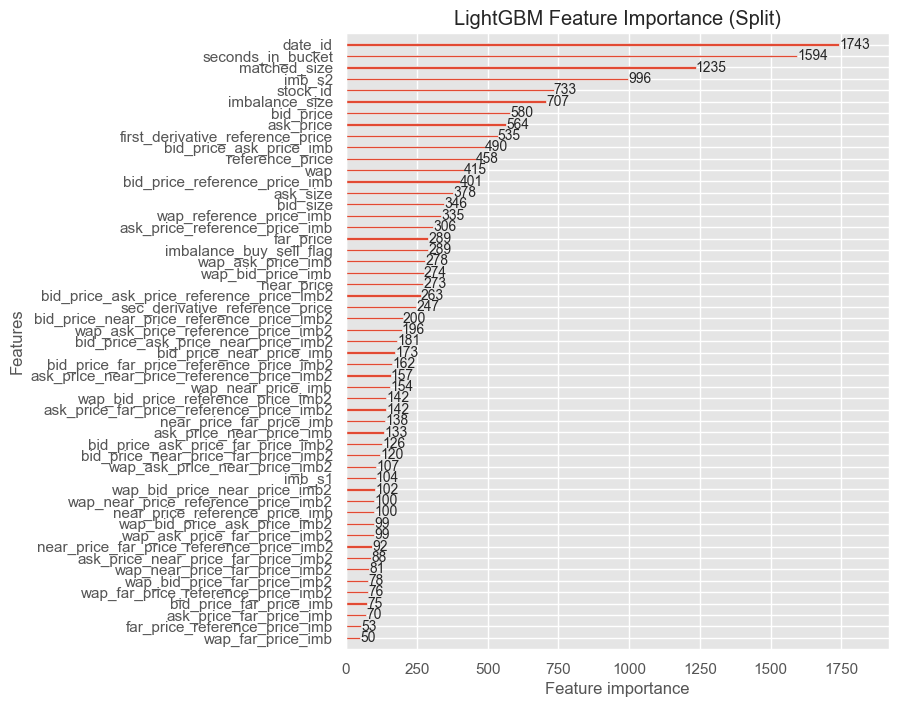 LightGBM Feature Importance (Split)
date_id 1743
seconds_in_bucket 1594
matched_size 1235
imb_s2 996
stock_id 733
imbalance_size 707
bid_price 580
ask_price 564
first_derivative_reference_price 535
bid_price_ask_price_imb 490
reference_price 458
wap 415
bid_price_reference_price_imb 401
ask_size 378
bid_size 346
wap_reference_price_imb 335
ask_price_reference_price_imb 306
far_price 289
imbalance_buy_sell_flag 289
wap_ask_price_imb 278
wap_bid_price_imb 274
near_price 273
bid_price_ask_price_reference_price_imb2 263
sec_derivative_reference_price 247
bid_price_near_price_reference_price_imb2 200
wap_ask_price_reference_price_imb2 196
bid_price_ask_price_near_price_imb2 181
bid_price_near_price_imb 173
bid_price_far_price_reference_price_imb2 162
ask_price_near_price_reference_price_imb2 157
wap_near_price_imb 154
wap_bid_price_reference_price_imb2 142
ask_price_far_price_reference_price_imb2 142
near_price_far_price_imb 138
ask_price_near_price_imb 133
bid_price_ask_price_far_price_imb2 126
bid_price_near_price_far_price_imb2 120
wap_ask_price_near_price_imb2 107
imb_s1 104
wap_bid_price_near_price_imb2 102
wap_near_price_reference_price_imb2 100
near_price_reference_price_imb 100
wap_bid_price_ask_price_imb2 99
wap_ask_price_far_price_imb2 99
near_price_far_price_reference_price_imb2 92
ask_price_near_price_far_price_imb2 88
wap_near_price_far_price_imb2 81
wap_bid_price_far_price_imb2 78
wap_far_price_reference_price_imb2 76
bid_price_far_price_imb 75
ask_price_far_price_imb 70
far_price_reference_price_imb 53
wap_far_price_imb 50
Features
0 250 500 750 1000 1250 1500 1750
Feature importance